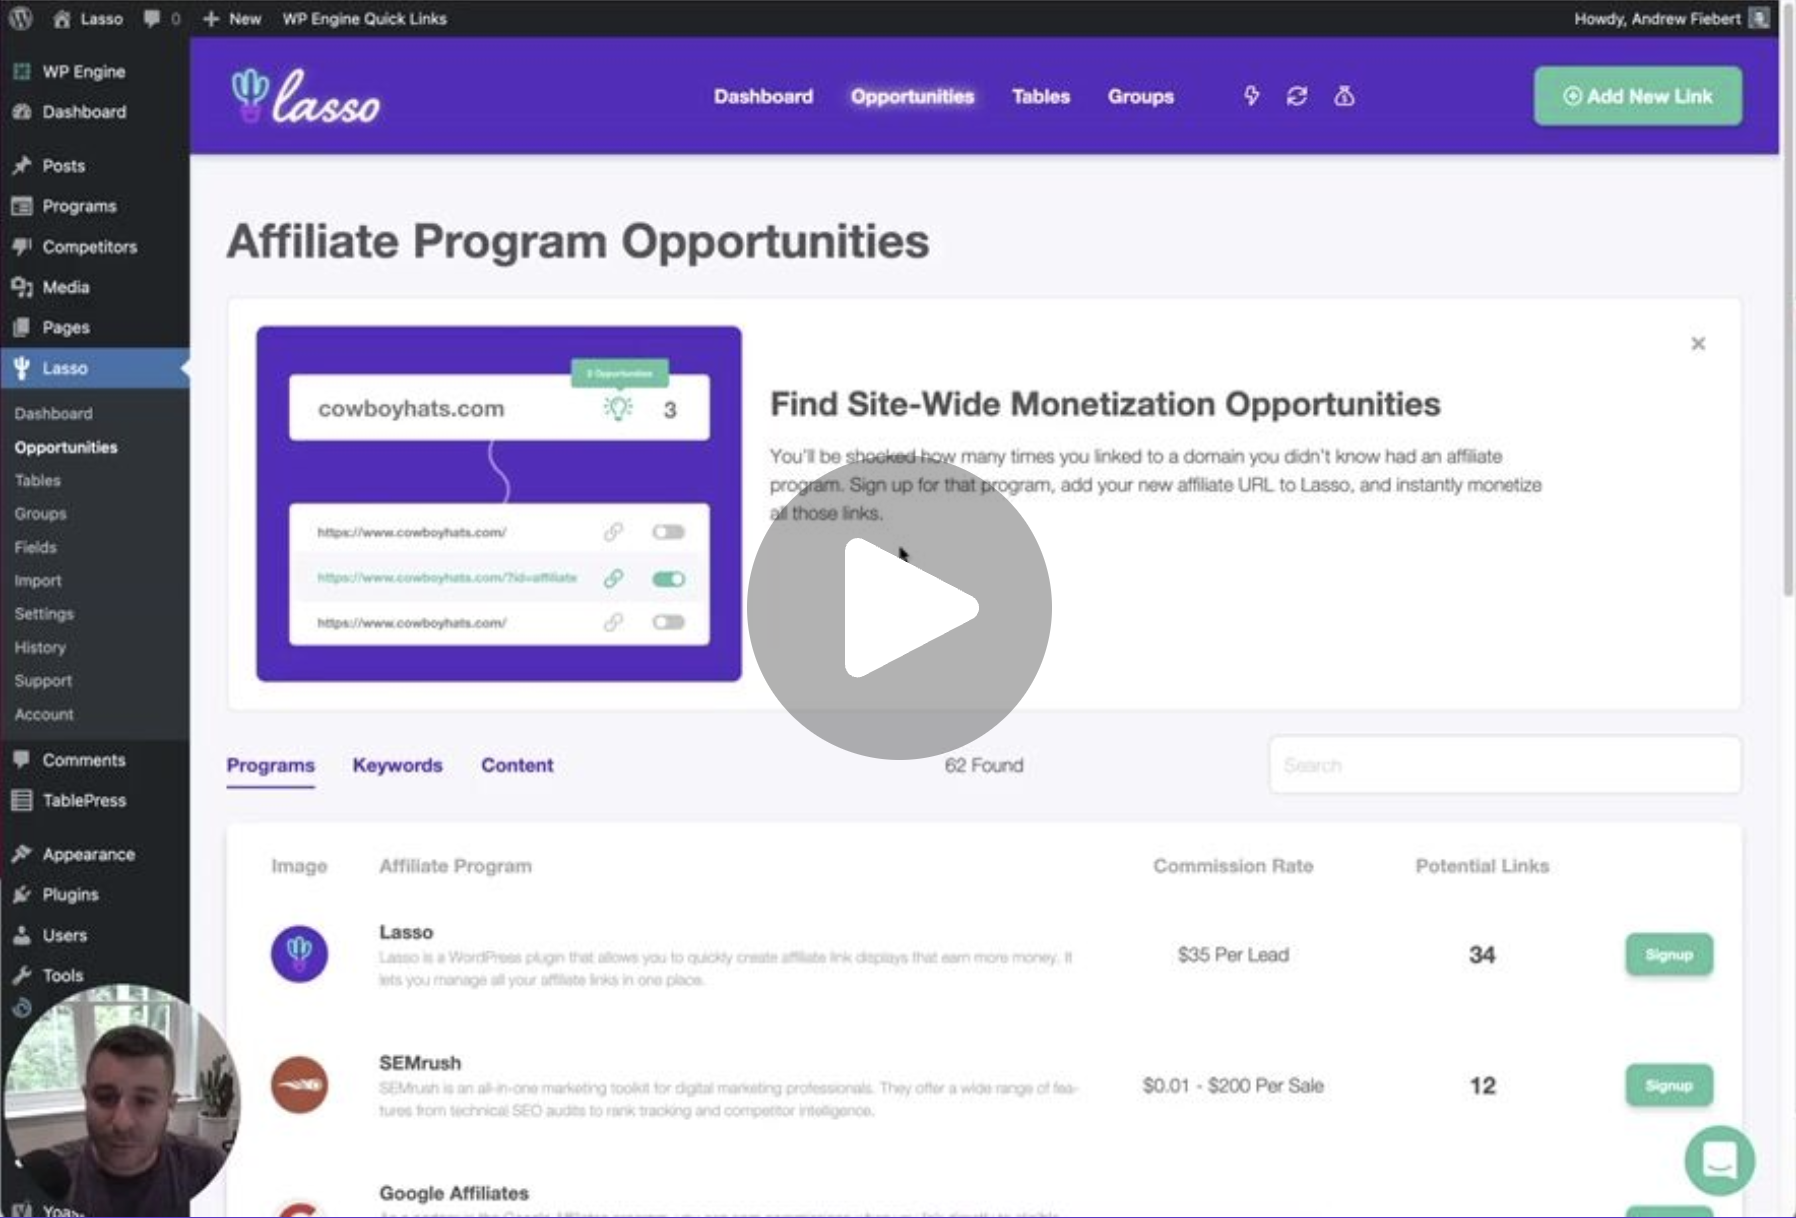 Lasso
0
New
WP Engine Quick Links
Howdy, Andrew Fiebert
WP Engine
Dashboard
Posts
Programs
Competitors
Media
Pages
Lasso
Dashboard
Opportunities
Tables
Groups
Fields
Import
Settings
History
Support
Account
Comments
TablePress
Appearance
Plugins
Users
Tools
lasso
Dashboard
Opportunities
Tables
Groups
Add New Link
Affiliate Program Opportunities
3 Opportunities
cowboyhats.com
3
https://www.cowboyhats.com/
https://www.cowboyhats.com/?id=affiliate
https://www.cowboyhats.com/
Find Site-Wide Monetization Opportunities
You'll be shocked how many times you linked to a domain you didn't know had an affiliate
program. Sign up for that program, add your new affiliate URL to Lasso, and instantly monetize
all those links.
Programs
Keywords
Content
62 Found
Search
Image
Affiliate Program
Commission Rate
Potential Links
Lasso
Lasso is a WordPress plugin that allows you to quickly create affiliate link displays that earn more money. It
lets you manage all your affiliate links in one place.
$35 Per Lead
34
Signup
SEMrush
SEMrush is an all-in-one marketing toolkit for digital marketing professionals. They offer a wide range of fea-
tures from technical SEO audits to rank tracking and competitor intelligence.
$0.01 - $200 Per Sale
12
Signup
Google Affiliates